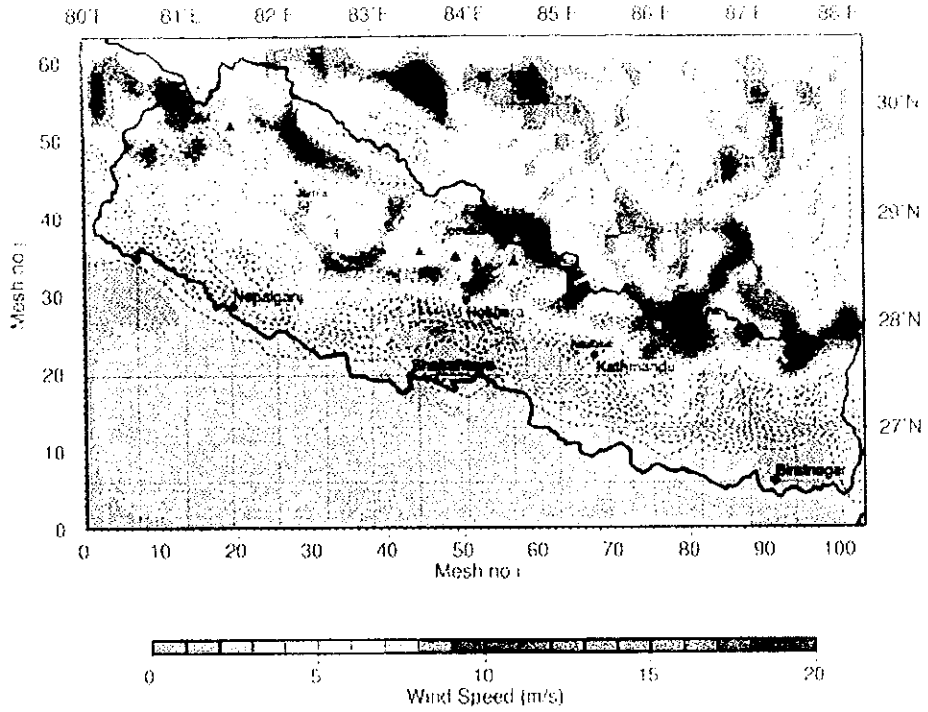 80°E 81°E 82°E 83°E 84°E 85°E 86°E 87°E 88°E
60
50
40
30
20
10
0
30°N
29°N
28°N
27°N
Nepalganj
Pokhara
Kathmandu
Biratnagar
0 10 20 30 40 50 60 70 80 90 100
Mesh no i
Mesh no j
0 5 10 15 20
Wind Speed (m/s)